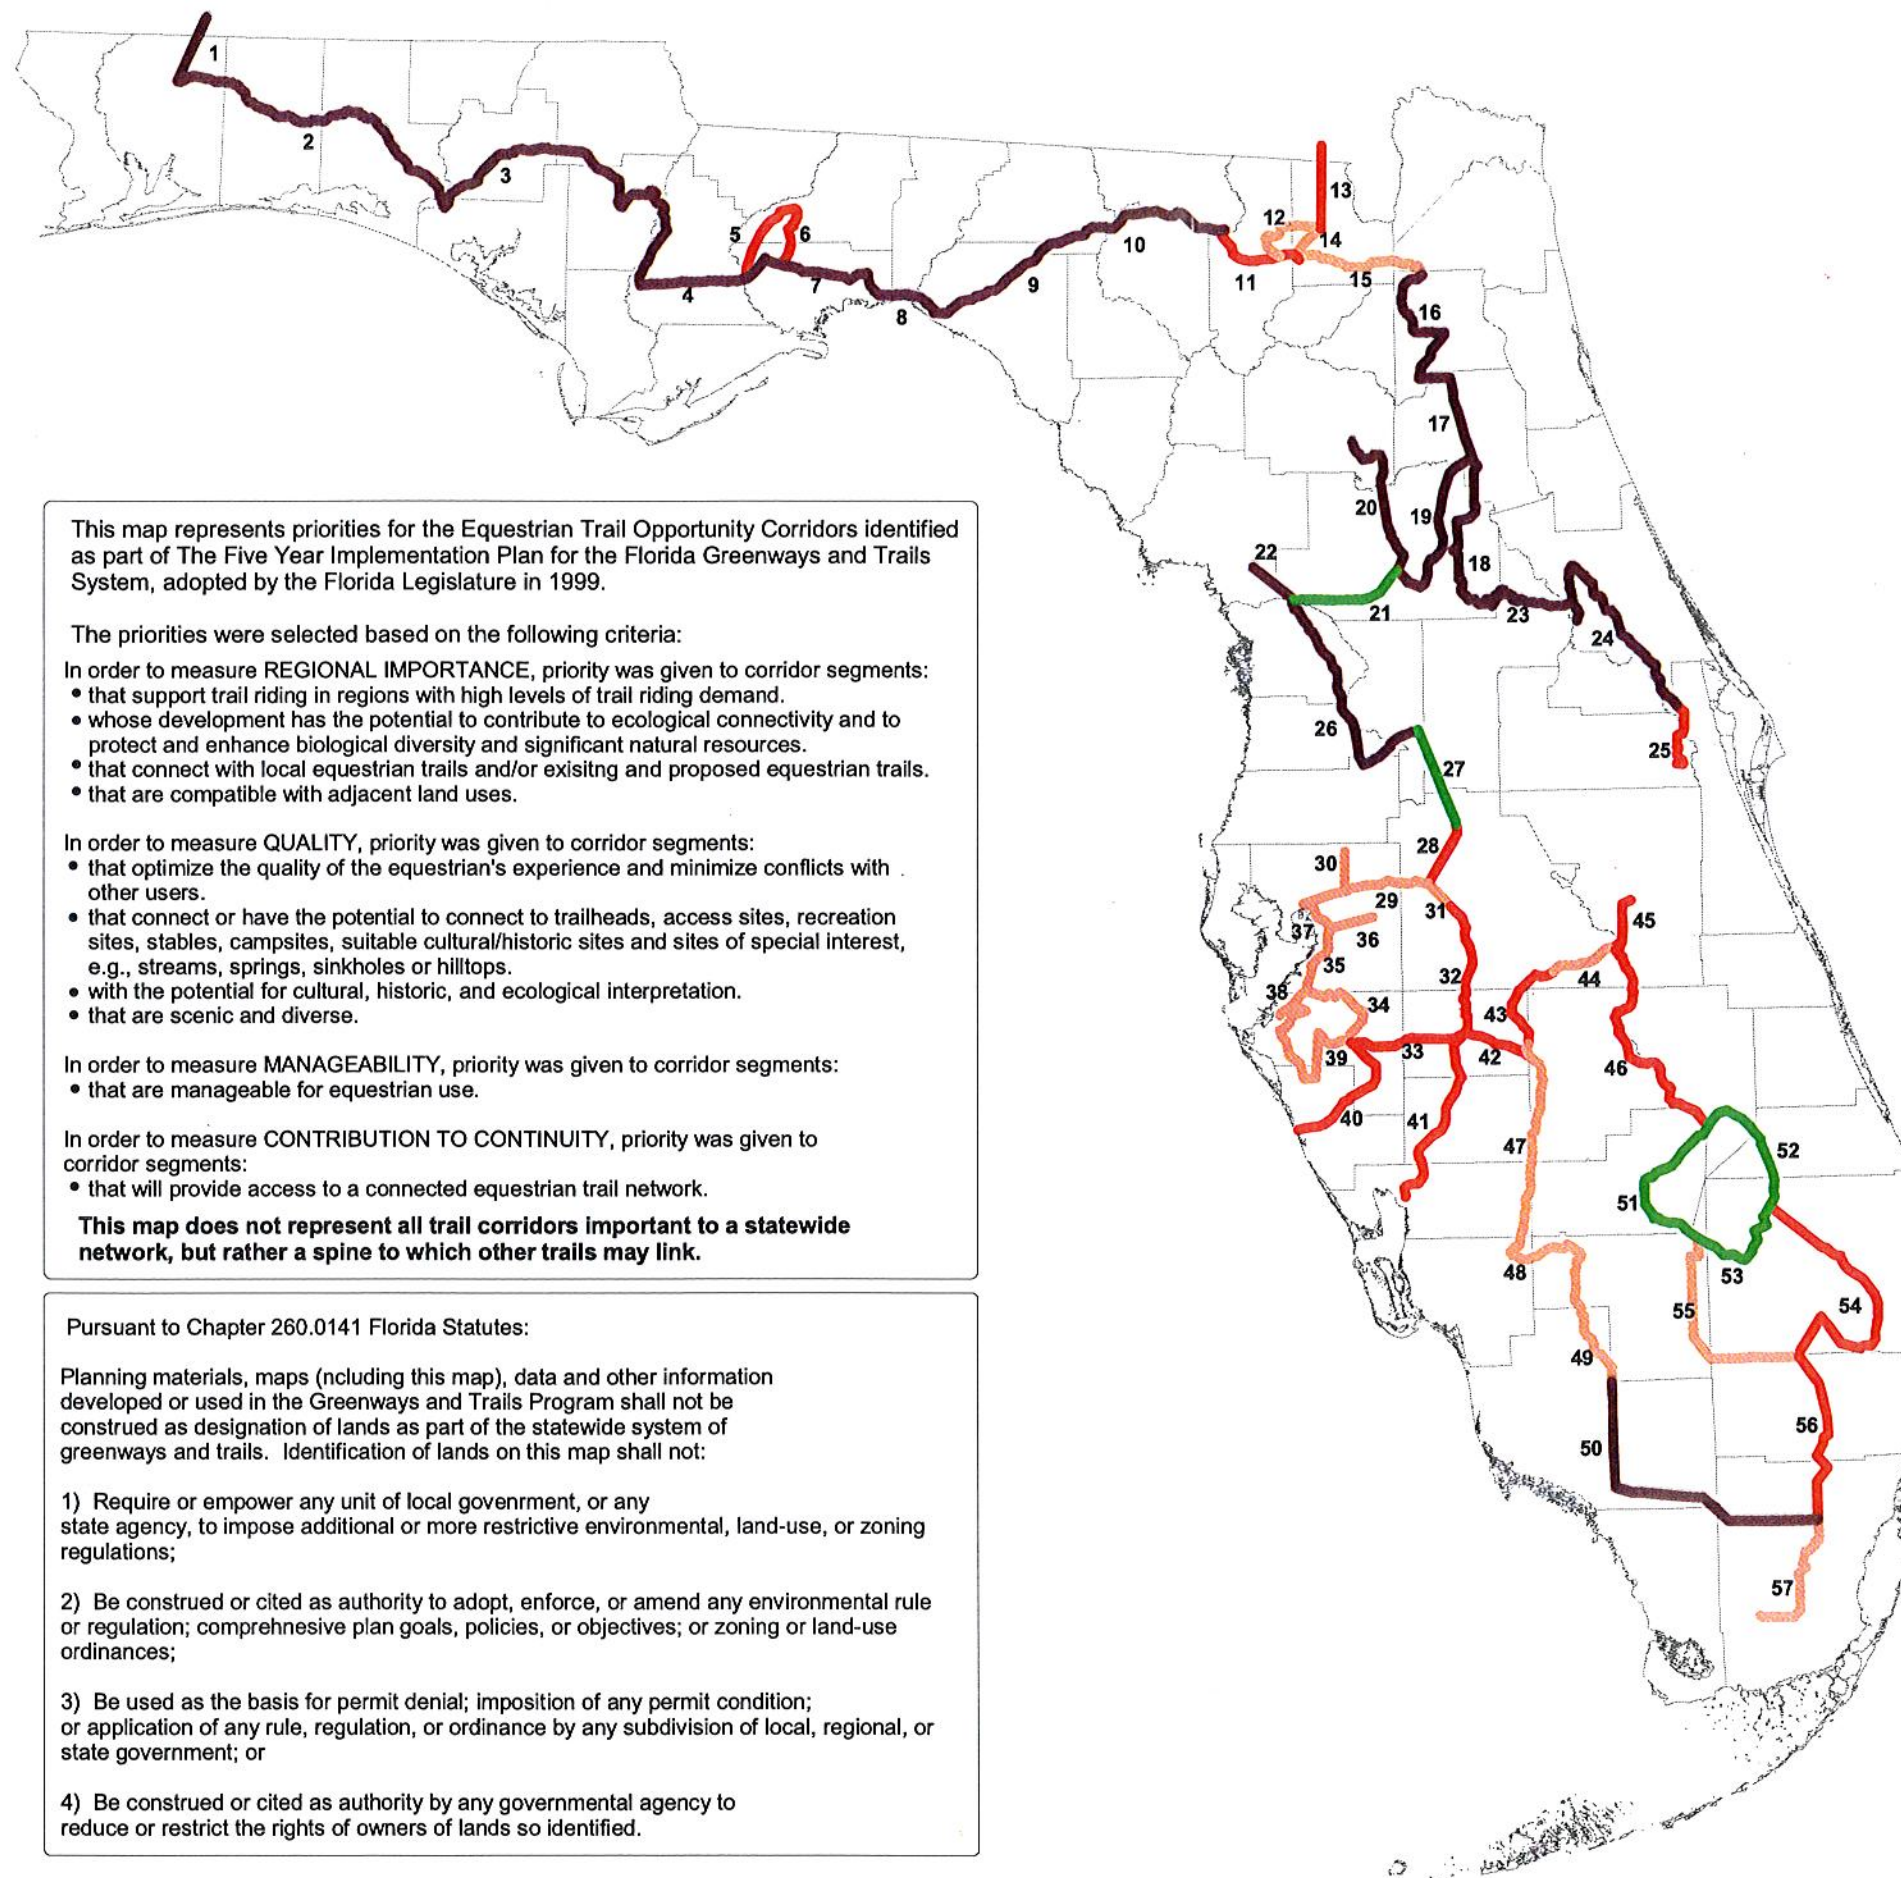 This map represents priorities for the Equestrian Trail Opportunity Corridors identified
as part of The Five Year Implementation Plan for the Florida Greenways and Trails
System, adopted by the Florida Legislature in 1999.
The priorities were selected based on the following criteria:
In order to measure REGIONAL IMPORTANCE, priority was given to corridor segments:
• that support trail riding in regions with high levels of trail riding demand.
• whose development has the potential to contribute to ecological connectivity and to
protect and enhance biological diversity and significant natural resources.
• that connect with local equestrian trails and/or exisitng and proposed equestrian trails.
• that are compatible with adjacent land uses.
In order to measure QUALITY, priority was given to corridor segments:
• that optimize the quality of the equestrian's experience and minimize conflicts with
other users.
• that connect or have the potential to connect to trailheads, access sites, recreation
sites, stables, campsites, suitable cultural/historic sites and sites of special interest,
e.g., streams, springs, sinkholes or hilltops.
• with the potential for cultural, historic, and ecological interpretation.
• that are scenic and diverse.
In order to measure MANAGEABILITY, priority was given to corridor segments:
• that are manageable for equestrian use.
In order to measure CONTRIBUTION TO CONTINUITY, priority was given to
corridor segments:
• that will provide access to a connected equestrian trail network.
This map does not represent all trail corridors important to a statewide
network, but rather a spine to which other trails may link.
Pursuant to Chapter 260.0141 Florida Statutes:
Planning materials, maps (ncluding this map), data and other information
developed or used in the Greenways and Trails Program shall not be
construed as designation of lands as part of the statewide system of
greenways and trails. Identification of lands on this map shall not:
1) Require or empower any unit of local govenrment, or any
state agency, to impose additional or more restrictive environmental, land-use, or zoning
regulations;
2) Be construed or cited as authority to adopt, enforce, or amend any environmental rule
or regulation; comprehnesive plan goals, policies, or objectives; or zoning or land-use
ordinances;
3) Be used as the basis for permit denial; imposition of any permit condition;
or application of any rule, regulation, or ordinance by any subdivision of local, regional, or
state government; or
4) Be construed or cited as authority by any governmental agency to
reduce or restrict the rights of owners of lands so identified.
1
2
3
4
5
6
7
8
9
10
11
12
13
14
15
16
17
18
19
20
21
22
23
24
25
26
27
28
29
30
31
32
33
34
35
36
37
38
39
40
41
42
43
44
45
46
47
48
49
50
51
52
53
54
55
56
57